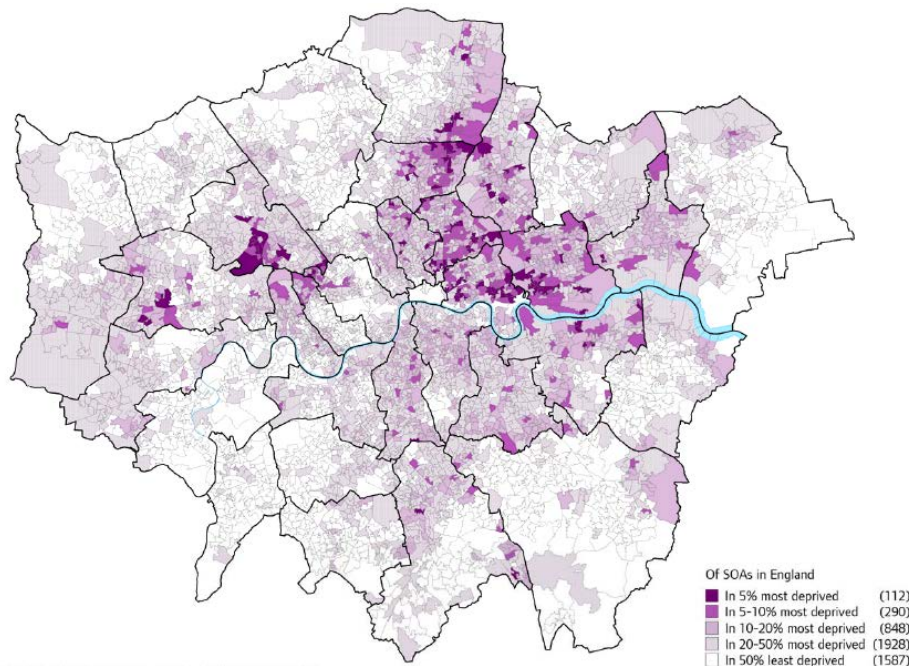 Of SOAs in England
In 5% most deprived (112)
In 5-10% most deprived (290)
In 10-20% most deprived (848)
In 20-50% most deprived (1928)
In 50% least deprived (1587)